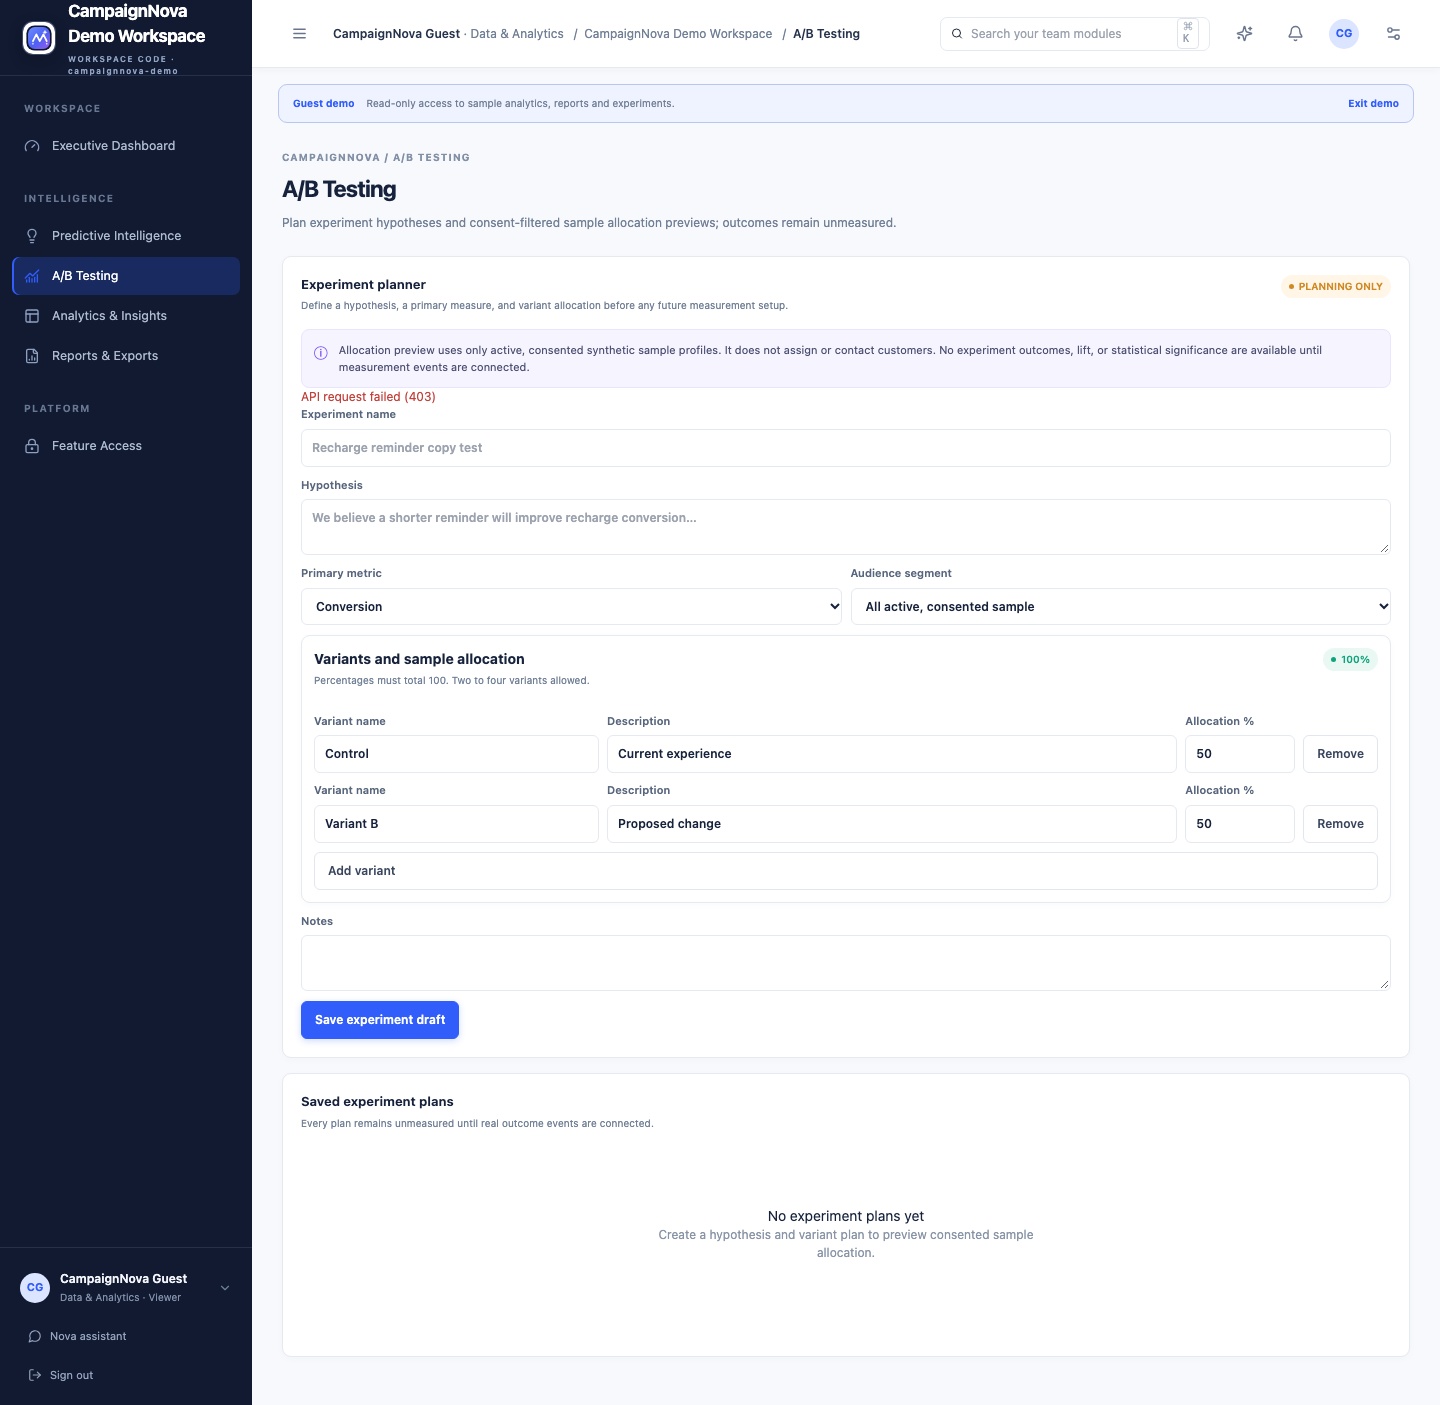 CampaignNova
Demo Workspace
WORKSPACE CODE ·
campaignnova-demo
WORKSPACE
Executive Dashboard
INTELLIGENCE
Predictive Intelligence
A/B Testing
Analytics & Insights
Reports & Exports
PLATFORM
Feature Access
CG
CampaignNova Guest
Data & Analytics · Viewer
Nova assistant
Sign out
CampaignNova Guest · Data & Analytics / CampaignNova Demo Workspace / A/B Testing
Search your team modules
⌘
K
CG
Guest demo Read-only access to sample analytics, reports and experiments. Exit demo
CAMPAIGNNOVA / A/B TESTING
A/B Testing
Plan experiment hypotheses and consent-filtered sample allocation previews; outcomes remain unmeasured.
Experiment planner
PLANNING ONLY
Define a hypothesis, a primary measure, and variant allocation before any future measurement setup.
Allocation preview uses only active, consented synthetic sample profiles. It does not assign or contact customers. No experiment outcomes, lift, or statistical significance are available until
measurement events are connected.
API request failed (403)
Experiment name
Recharge reminder copy test
Hypothesis
We believe a shorter reminder will improve recharge conversion...
Primary metric Audience segment
Conversion All active, consented sample
Variants and sample allocation
100%
Percentages must total 100. Two to four variants allowed.
Variant name Description Allocation %
Control Current experience 50 Remove
Variant name Description Allocation %
Variant B Proposed change 50 Remove
Add variant
Notes
Save experiment draft
Saved experiment plans
Every plan remains unmeasured until real outcome events are connected.
No experiment plans yet
Create a hypothesis and variant plan to preview consented sample
allocation.